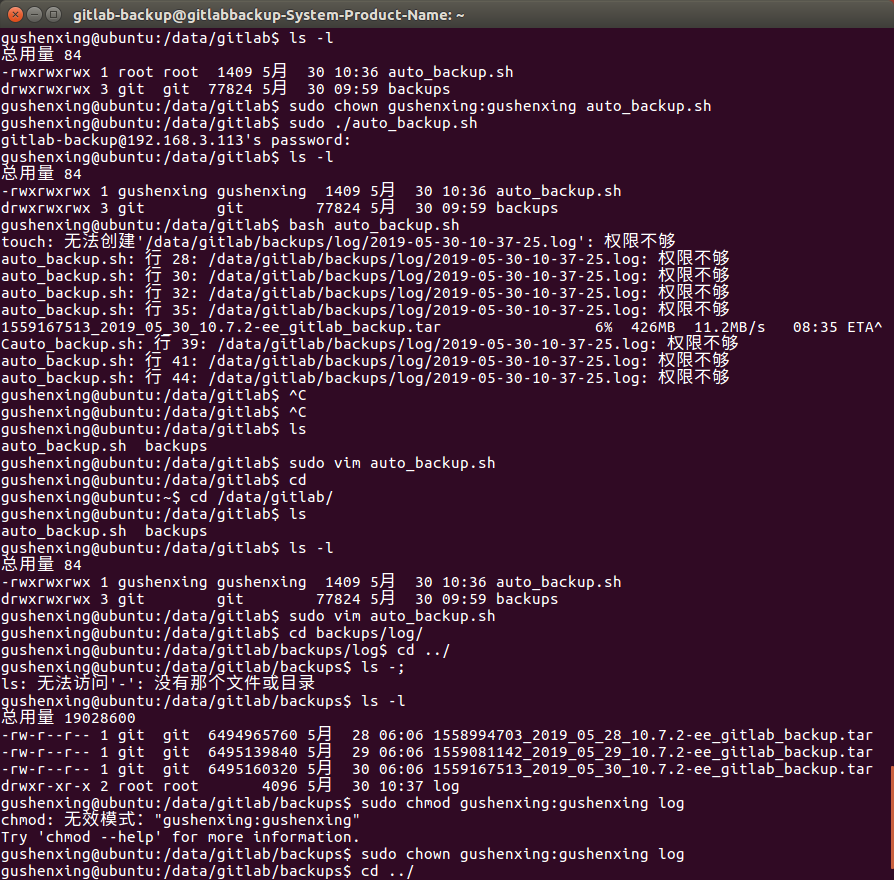 gitlab-backup@gitlabbackup-System-Product-Name: ~
gushenxing@ubuntu:/data/gitlab$ ls -l
总用量 84
-rwxrwxrwx 1 root root  1409 5月  30 10:36 auto_backup.sh
drwxrwxrwx 3 git  git  77824 5月  30 09:59 backups
gushenxing@ubuntu:/data/gitlab$ sudo chown gushenxing:gushenxing auto_backup.sh
gushenxing@ubuntu:/data/gitlab$ sudo ./auto_backup.sh
gitlab-backup@192.168.3.113's password:
gushenxing@ubuntu:/data/gitlab$ ls -l
总用量 84
-rwxrwxrwx 1 gushenxing gushenxing  1409 5月  30 10:36 auto_backup.sh
drwxrwxrwx 3 git        git        77824 5月  30 09:59 backups
gushenxing@ubuntu:/data/gitlab$ bash auto_backup.sh
touch: 无法创建'/data/gitlab/backups/log/2019-05-30-10-37-25.log': 权限不够
auto_backup.sh: 行 28: /data/gitlab/backups/log/2019-05-30-10-37-25.log: 权限不够
auto_backup.sh: 行 30: /data/gitlab/backups/log/2019-05-30-10-37-25.log: 权限不够
auto_backup.sh: 行 32: /data/gitlab/backups/log/2019-05-30-10-37-25.log: 权限不够
auto_backup.sh: 行 35: /data/gitlab/backups/log/2019-05-30-10-37-25.log: 权限不够
1559167513_2019_05_30_10.7.2-ee_gitlab_backup.tar                 6%  426MB  11.2MB/s   08:35 ETA^
Cauto_backup.sh: 行 39: /data/gitlab/backups/log/2019-05-30-10-37-25.log: 权限不够
auto_backup.sh: 行 41: /data/gitlab/backups/log/2019-05-30-10-37-25.log: 权限不够
auto_backup.sh: 行 44: /data/gitlab/backups/log/2019-05-30-10-37-25.log: 权限不够
gushenxing@ubuntu:/data/gitlab$ ^C
gushenxing@ubuntu:/data/gitlab$ ^C
gushenxing@ubuntu:/data/gitlab$ ls
auto_backup.sh  backups
gushenxing@ubuntu:/data/gitlab$ sudo vim auto_backup.sh
gushenxing@ubuntu:/data/gitlab$ cd
gushenxing@ubuntu:~$ cd /data/gitlab/
gushenxing@ubuntu:/data/gitlab$ ls
auto_backup.sh  backups
gushenxing@ubuntu:/data/gitlab$ ls -l
总用量 84
-rwxrwxrwx 1 gushenxing gushenxing  1409 5月  30 10:36 auto_backup.sh
drwxrwxrwx 3 git        git        77824 5月  30 09:59 backups
gushenxing@ubuntu:/data/gitlab$ sudo vim auto_backup.sh
gushenxing@ubuntu:/data/gitlab$ cd backups/log/
gushenxing@ubuntu:/data/gitlab/backups/log$ cd ../
gushenxing@ubuntu:/data/gitlab/backups$ ls -;
ls: 无法访问'-': 没有那个文件或目录
gushenxing@ubuntu:/data/gitlab/backups$ ls -l
总用量 19028600
-rw-r--r-- 1 git  git  6494965760 5月  28 06:06 1558994703_2019_05_28_10.7.2-ee_gitlab_backup.tar
-rw-r--r-- 1 git  git  6495139840 5月  29 06:06 1559081142_2019_05_29_10.7.2-ee_gitlab_backup.tar
-rw-r--r-- 1 git  git  6495160320 5月  30 06:06 1559167513_2019_05_30_10.7.2-ee_gitlab_backup.tar
drwxr-xr-x 2 root root       4096 5月  30 10:37 log
gushenxing@ubuntu:/data/gitlab/backups$ sudo chmod gushenxing:gushenxing log
chmod: 无效模式："gushenxing:gushenxing"
Try 'chmod --help' for more information.
gushenxing@ubuntu:/data/gitlab/backups$ sudo chown gushenxing:gushenxing log
gushenxing@ubuntu:/data/gitlab/backups$ cd ../